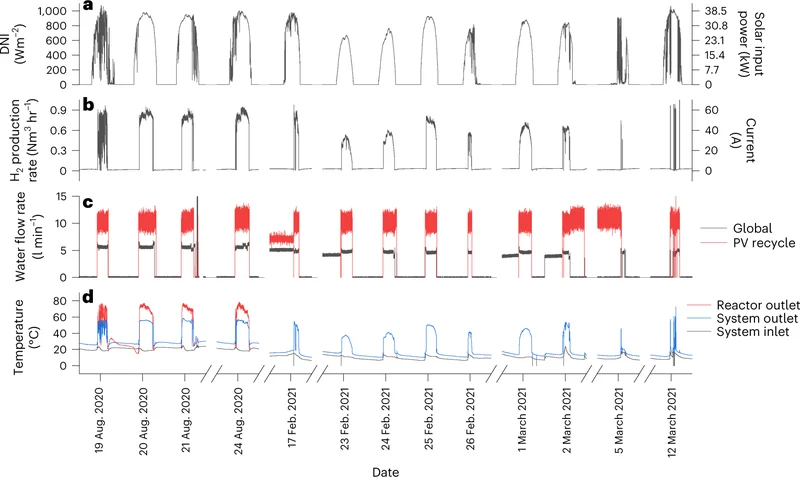 a
1,000
800
600
400
200
0
DNI
(Wm−2)
38.5
30.8
23.1
15.4
7.7
0
Solar input
power (kW)
b
0.9
0.6
0.3
0
H2 production
rate (Nm3 hr−1)
60
40
20
0
Current
(A)
c
15
10
5
0
Water flow rate
(l min−1)
Global
PV recycle
d
80
60
40
20
0
Temperature
(°C)
Reactor outlet
System outlet
System inlet
19 Aug. 2020
20 Aug. 2020
21 Aug. 2020
24 Aug. 2020
17 Feb. 2021
23 Feb. 2021
24 Feb. 2021
25 Feb. 2021
26 Feb. 2021
1 March 2021
2 March 2021
5 March 2021
12 March 2021
Date